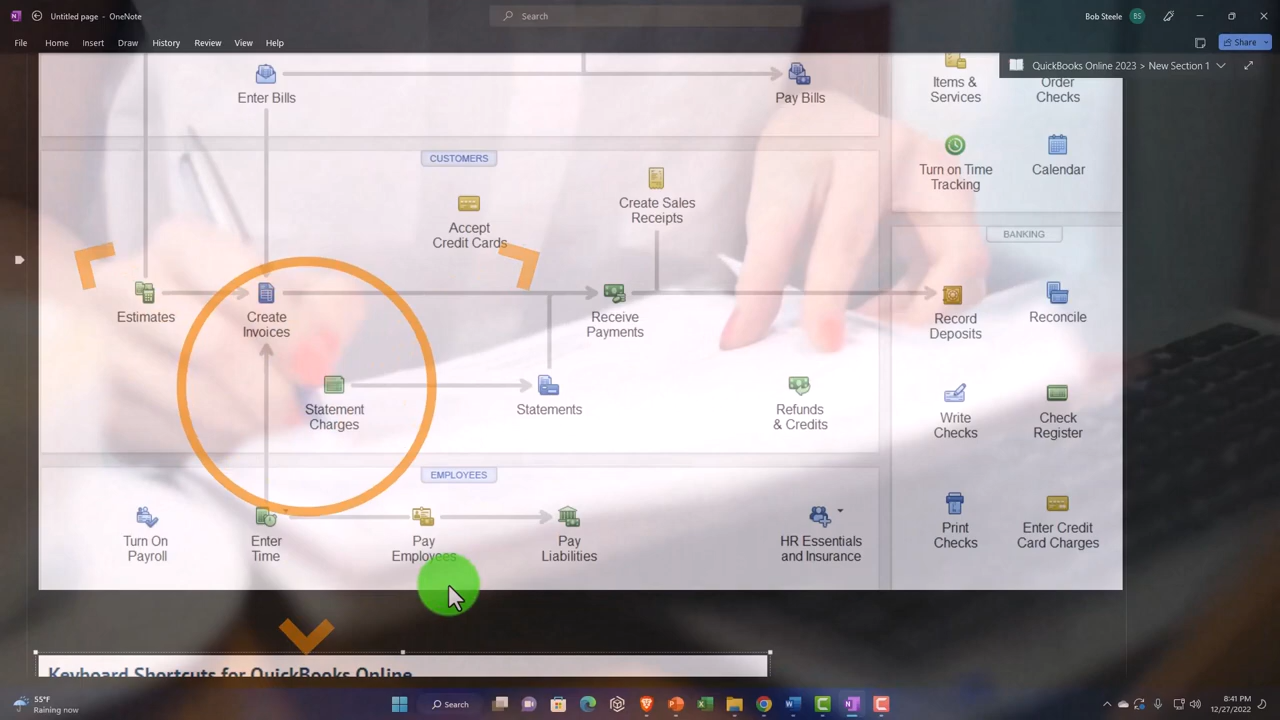 Untitled page - OneNote
Search
Bob Steele
BS
File
Home
Insert
Draw
History
Review
View
Help
Share
QuickBooks Online 2023 > New Section 1
Enter Bills
Pay Bills
Items &
Services
Order
Checks
Turn on Time
Tracking
Calendar
CUSTOMERS
Accept
Credit Cards
Create Sales
Receipts
Estimates
Create
Invoices
Receive
Payments
Statement
Charges
Statements
Refunds
& Credits
BANKING
Record
Deposits
Reconcile
Write
Checks
Check
Register
Print
Checks
Enter Credit
Card Charges
EMPLOYEES
Turn On
Payroll
Enter
Time
Pay
Employees
Pay
Liabilities
HR Essentials
and Insurance
Keyboard Shortcuts for QuickBooks Online
55°F
Raining now
Search
8:41 PM
12/27/2022